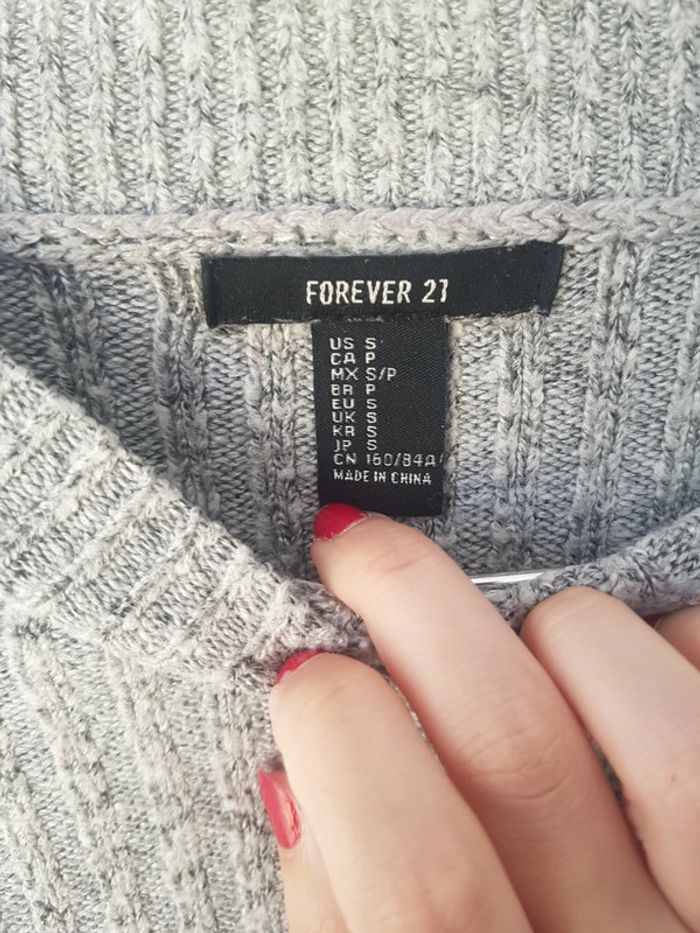 FOREVER 21
US S
CA P
MX S/P
BR P
EU S
UK S
KR S
JP S
CN 160/84A
MADE IN CHINA